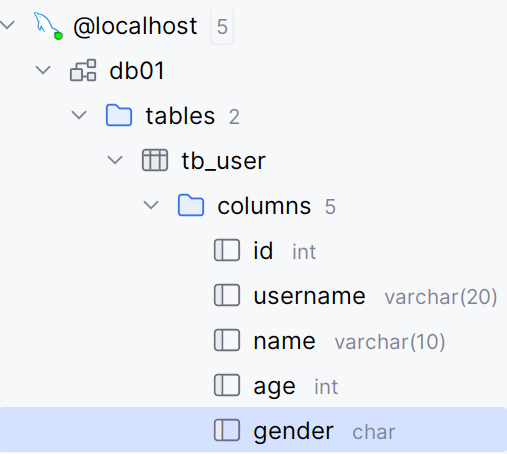 @localhost 5
db01
tables 2
tb_user
columns 5
id int
username varchar(20)
name varchar(10)
age int
gender char